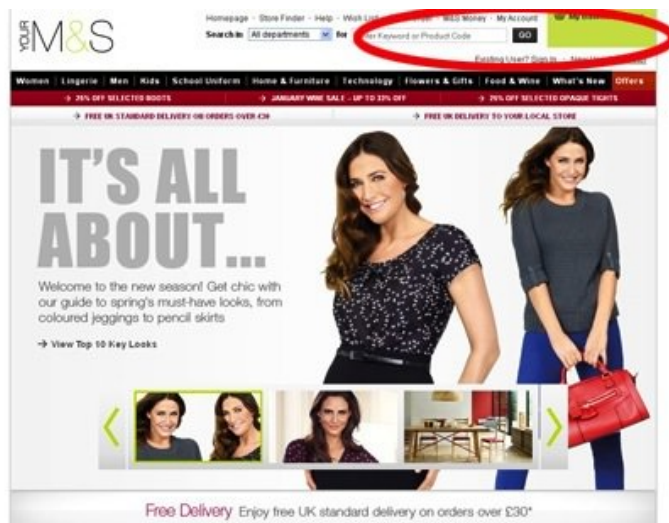 YOUR M&S
Homepage · Store Finder · Help · Wish List · M&S Money · My Account
Search in All departments for Enter Keyword or Product Code GO
Existing User? Sign In
Women Lingerie Men Kids School Uniform Home & Furniture Technology Flowers & Gifts Food & Wine What's New Offers
→ 25% OFF SELECTED BOOTS → JANUARY WINE SALE - UP TO 33% OFF → 25% OFF SELECTED OPAQUE TIGHTS
→ FREE UK STANDARD DELIVERY ON ORDERS OVER £30 → FREE UK DELIVERY TO YOUR LOCAL STORE
IT'S ALL
ABOUT...
Welcome to the new season! Get chic with
our guide to spring's must-have looks, from
coloured jeggings to pencil skirts
→ View Top 10 Key Looks
Free Delivery Enjoy free UK standard delivery on orders over £30*